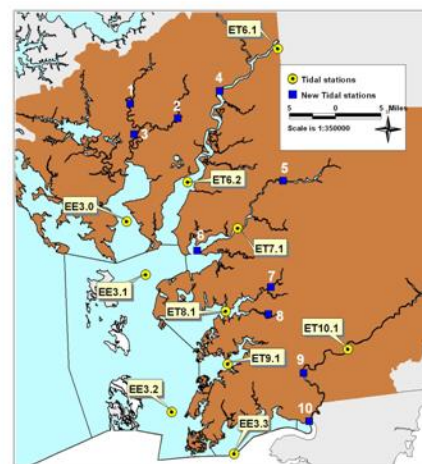 ET6.1
Tidal stations
New Tidal stations
5 0 5 Miles
Scale is 1:350000
4
1
2
3
ET6.2
5
EE3.0
ET7.1
6
EE3.1
7
ET8.1
8
ET10.1
ET9.1
9
EE3.2
10
EE3.3